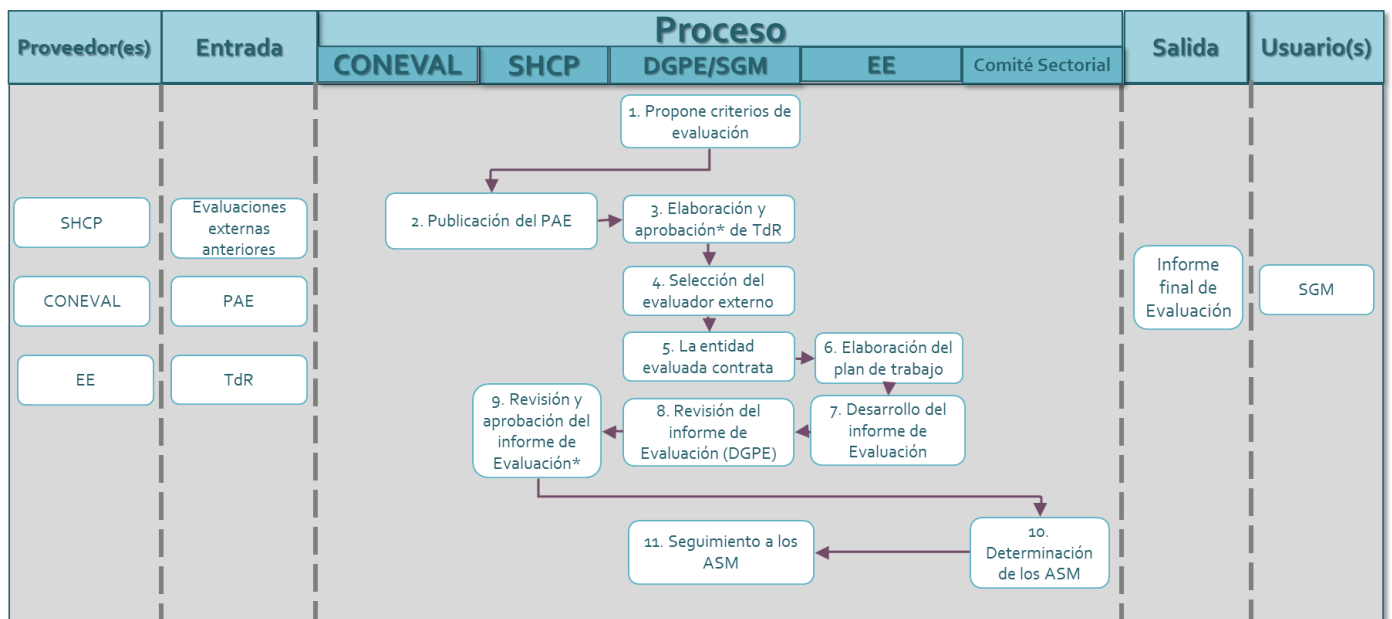 Proveedor(es)
Entrada
Proceso
CONEVAL
SHCP
DGPE/SGM
EE
Comité Sectorial
Salida
Usuario(s)
1. Propone criterios de
evaluación
SHCP
Evaluaciones
externas
anteriores
2. Publicación del PAE
3. Elaboración y
aprobación* de TdR
CONEVAL
PAE
4. Selección del
evaluador externo
Informe
final de
Evaluación
SGM
EE
TdR
5. La entidad
evaluada contrata
6. Elaboración del
plan de trabajo
9. Revisión y
aprobación del
informe de
Evaluación*
8. Revisión del
informe de
Evaluación (DGPE)
7. Desarrollo del
informe de
Evaluación
11. Seguimiento a los
ASM
10.
Determinación
de los ASM